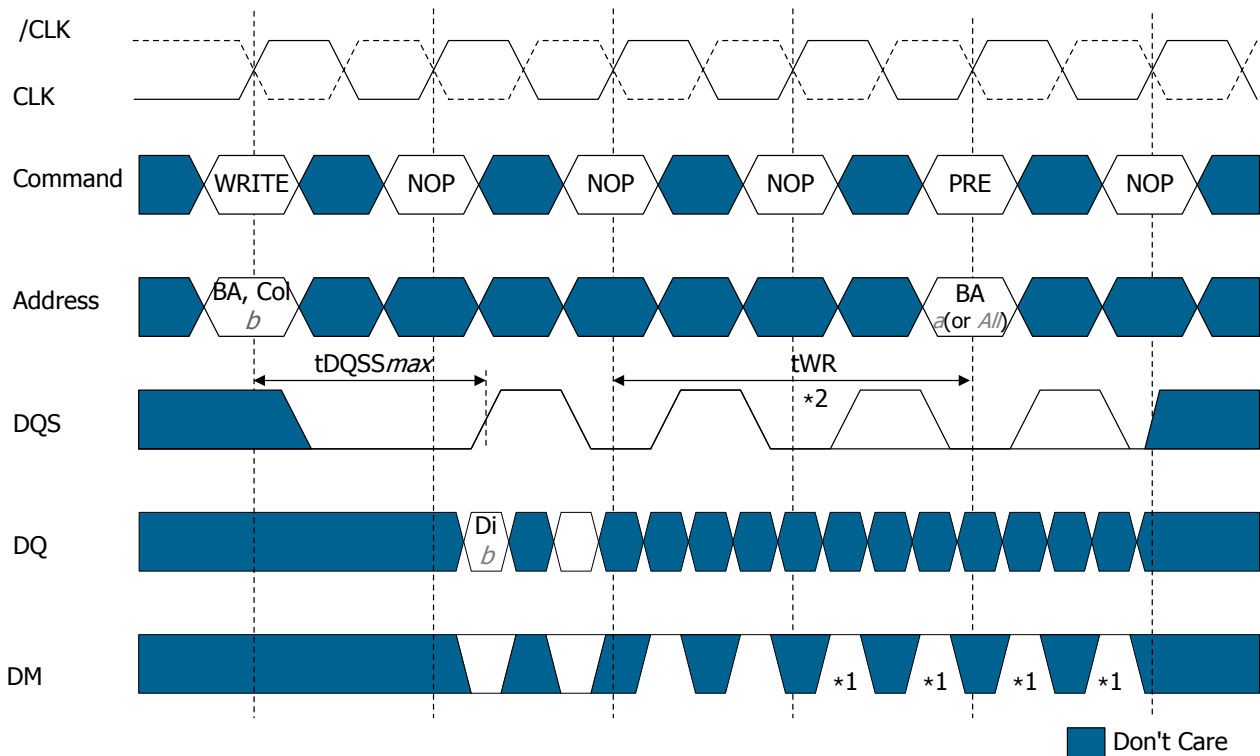 /CLK
CLK
Command
WRITE
NOP
NOP
NOP
PRE
NOP
Address
BA, Col
b
BA
a(or All)
tDQSSmax
tWR
*2
DQS
DQ
Di
b
DM
*1
*1
*1
*1
Don't Care